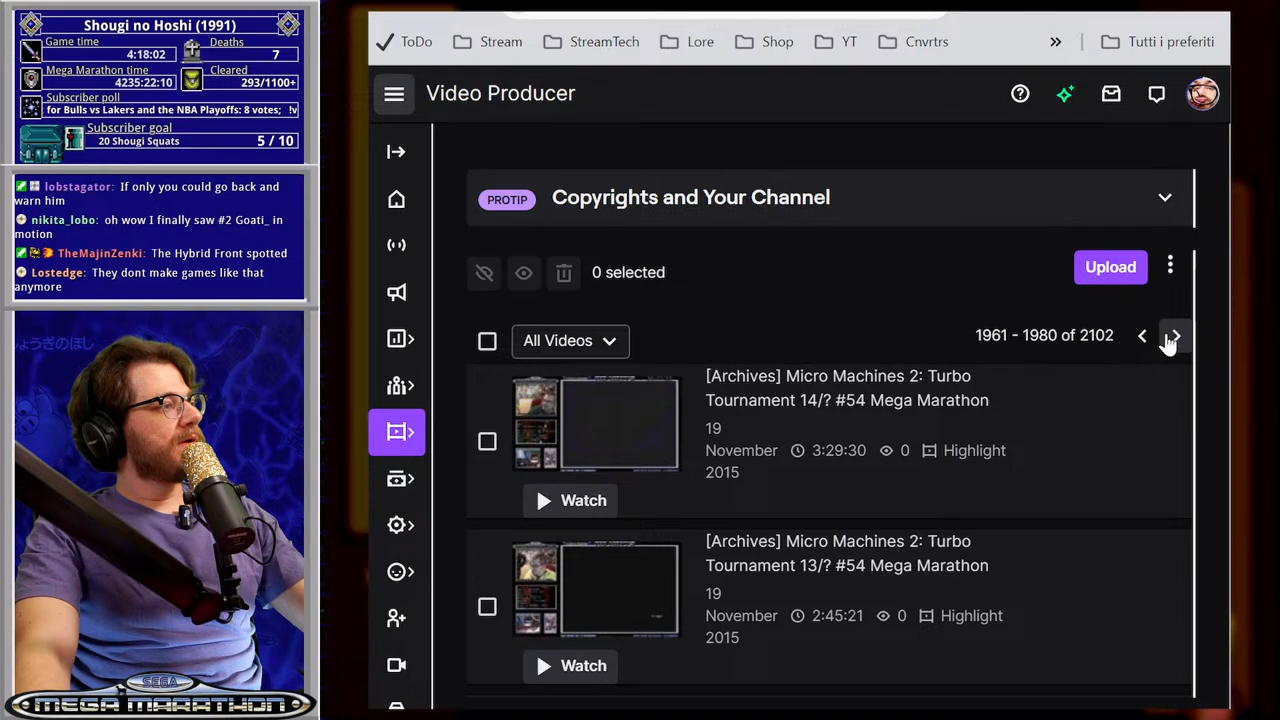 Shougi no Hoshi (1991)
Game time
4:18:02
Deaths
7
Mega Marathon time
4235:22:10
Cleared
293/1100+
Subscriber poll
for Bulls vs Lakers and the NBA Playoffs: 8 votes; !v
Subscriber goal
20 Shougi Squats
5 / 10
lobstagator: If only you could go back and
warn him
nikita_lobo: oh wow I finally saw #2 Goati_ in
motion
TheMajinZenki: The Hybrid Front spotted
Lostedge: They dont make games like that
anymore
しょうぎのほし
SEGA
MEGA MARATHON
ToDo
Stream
StreamTech
Lore
Shop
YT
Cnvrtrs
Tutti i preferiti
Video Producer
PROTIP
Copyrights and Your Channel
0 selected
Upload
All Videos
1961 - 1980 of 2102
[Archives] Micro Machines 2: Turbo
Tournament 14/? #54 Mega Marathon
19
November
2015
3:29:30
0
Highlight
Watch
[Archives] Micro Machines 2: Turbo
Tournament 13/? #54 Mega Marathon
19
November
2015
2:45:21
0
Highlight
Watch